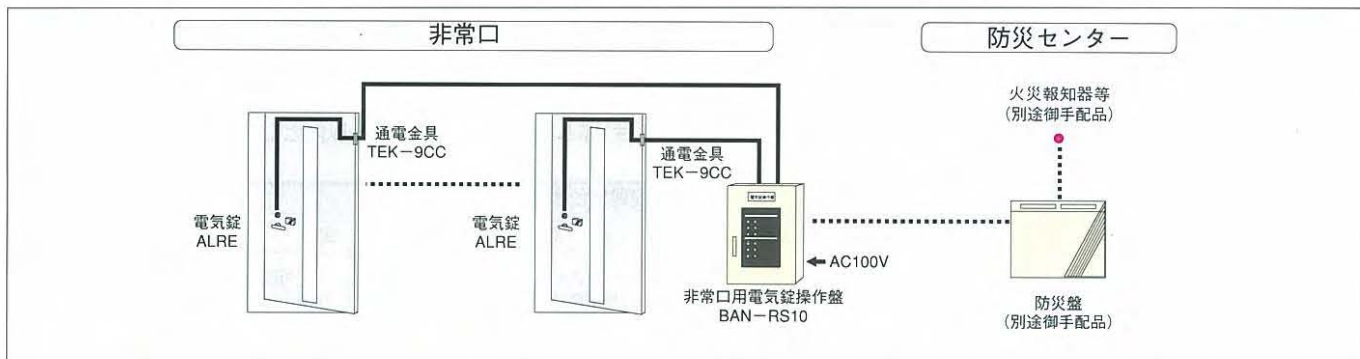 非常口
防災センター
火災報知器等
(別途御手配品)
通電金具
TEK-9CC
通電金具
TEK-9CC
電気錠
ALRE
電気錠
ALRE
AC100V
非常口用電気錠操作盤
BAN-RS10
防災盤
(別途御手配品)